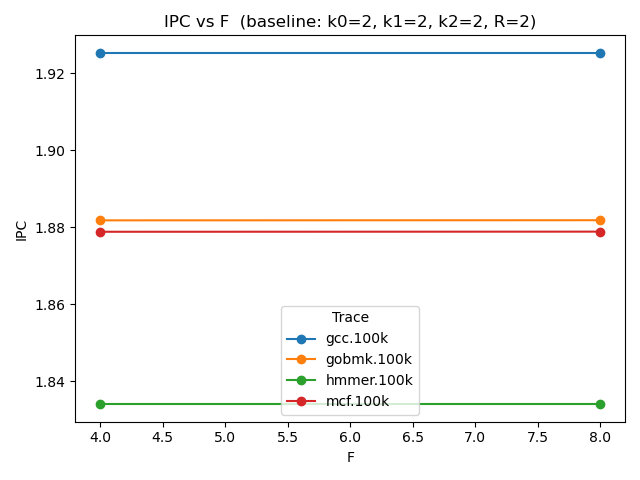 IPC vs F  (baseline: k0=2, k1=2, k2=2, R=2)
IPC
1.92
1.90
1.88
1.86
1.84
Trace
gcc.100k
gobmk.100k
hmmer.100k
mcf.100k
4.0 4.5 5.0 5.5 6.0 6.5 7.0 7.5 8.0
F